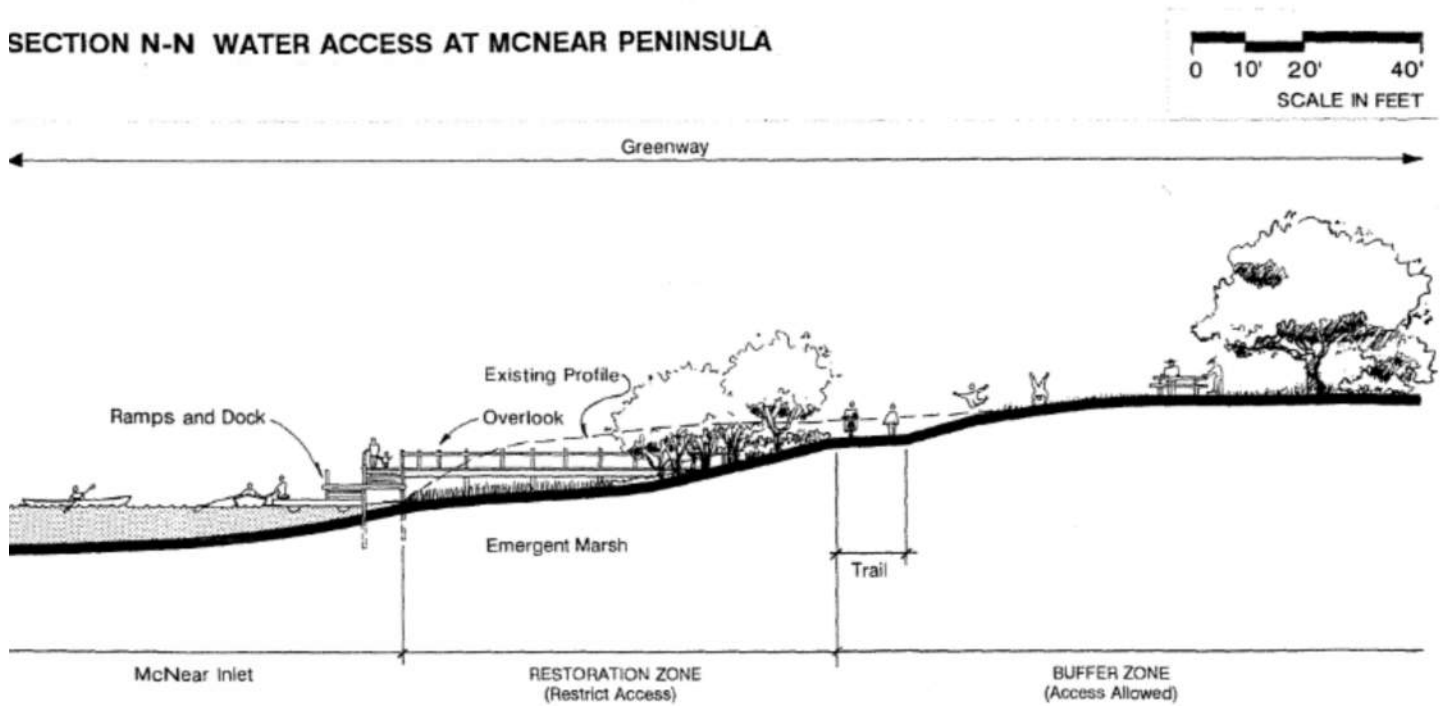 SECTION N-N WATER ACCESS AT MCNEAR PENINSULA
0 10' 20' 40'
SCALE IN FEET
Greenway
Existing Profile
Ramps and Dock
Overlook
Emergent Marsh
Trail
McNear Inlet
RESTORATION ZONE
(Restrict Access)
BUFFER ZONE
(Access Allowed)